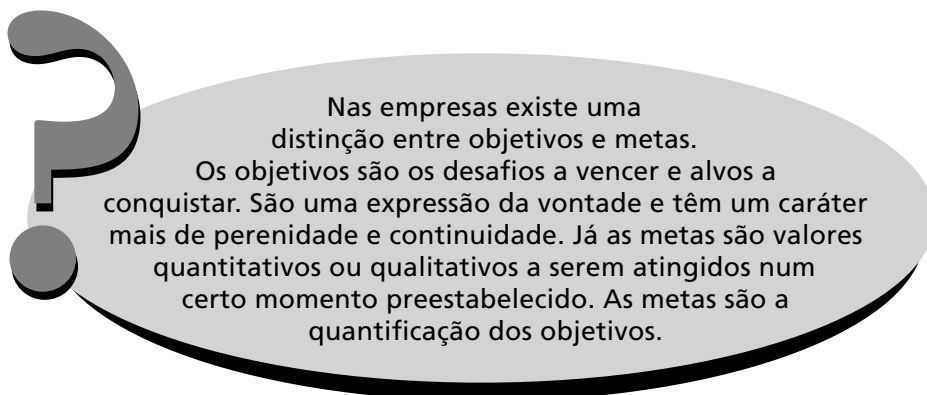 Nas empresas existe uma
distinção entre objetivos e metas.
Os objetivos são os desafios a vencer e alvos a
conquistar. São uma expressão da vontade e têm um caráter
mais de perenidade e continuidade. Já as metas são valores
quantitativos ou qualitativos a serem atingidos num
certo momento preestabelecido. As metas são a
quantificação dos objetivos.